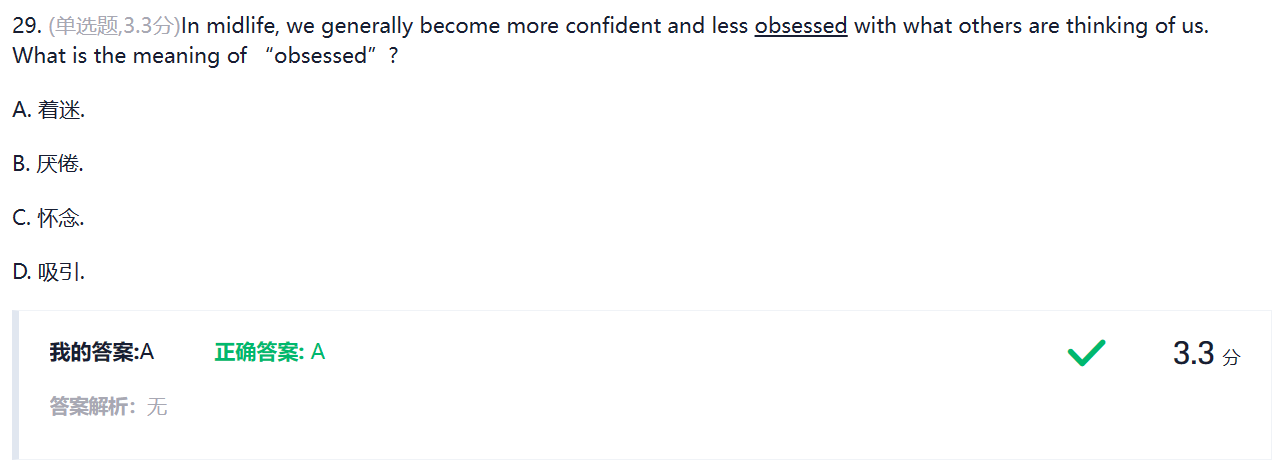 29. (单选题,3.3分)In midlife, we generally become more confident and less obsessed with what others are thinking of us.
What is the meaning of “obsessed”?
A. 着迷.
B. 厌倦.
C. 怀念.
D. 吸引.
我的答案:A 正确答案: A 3.3 分
答案解析: 无